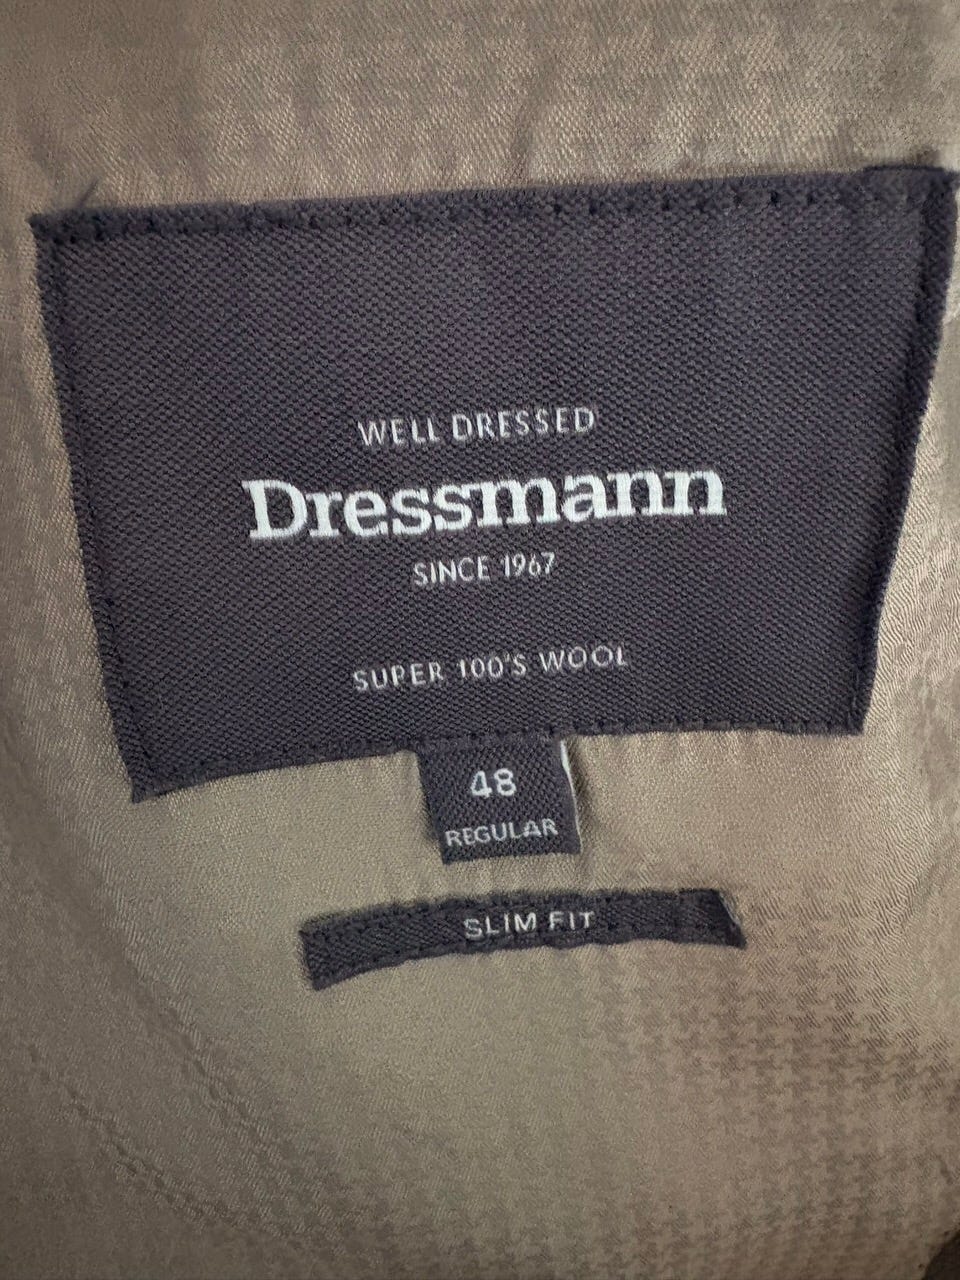 WELL DRESSED
Dressmann
SINCE 1967
SUPER 100'S WOOL
48
REGULAR
SLIM FIT